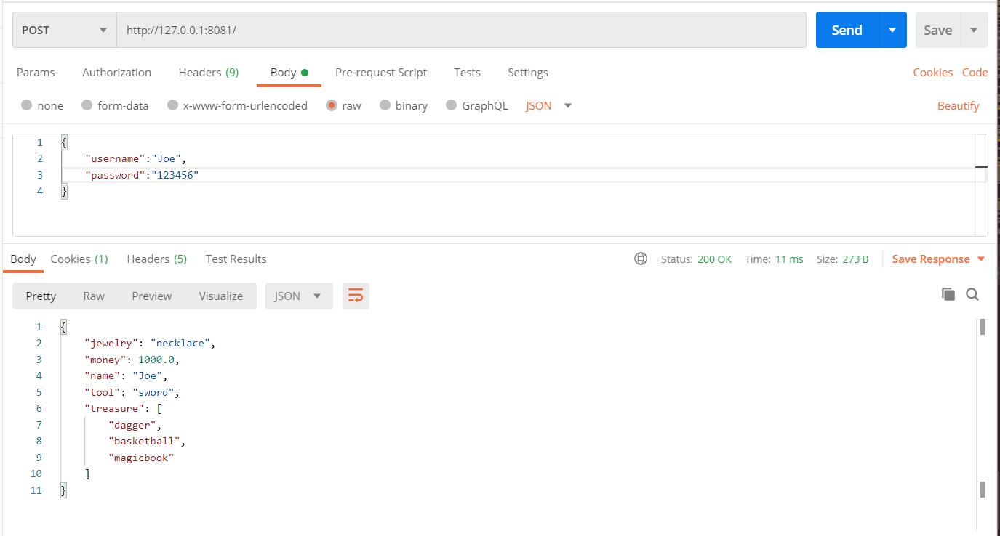 POST http://127.0.0.1:8081/ Send Save
Params Authorization Headers (9) Body Pre-request Script Tests Settings Cookies Code
none form-data x-www-form-urlencoded raw binary GraphQL JSON Beautify
1 {
2 "username":"Joe",
3 "password":"123456"
4 }
Body Cookies (1) Headers (5) Test Results Status: 200 OK Time: 11 ms Size: 273 B Save Response
Pretty Raw Preview Visualize JSON
1 {
2 "jewelry": "necklace",
3 "money": 1000.0,
4 "name": "Joe",
5 "tool": "sword",
6 "treasure": [
7 "dagger",
8 "basketball",
9 "magicbook"
10 ]
11 }